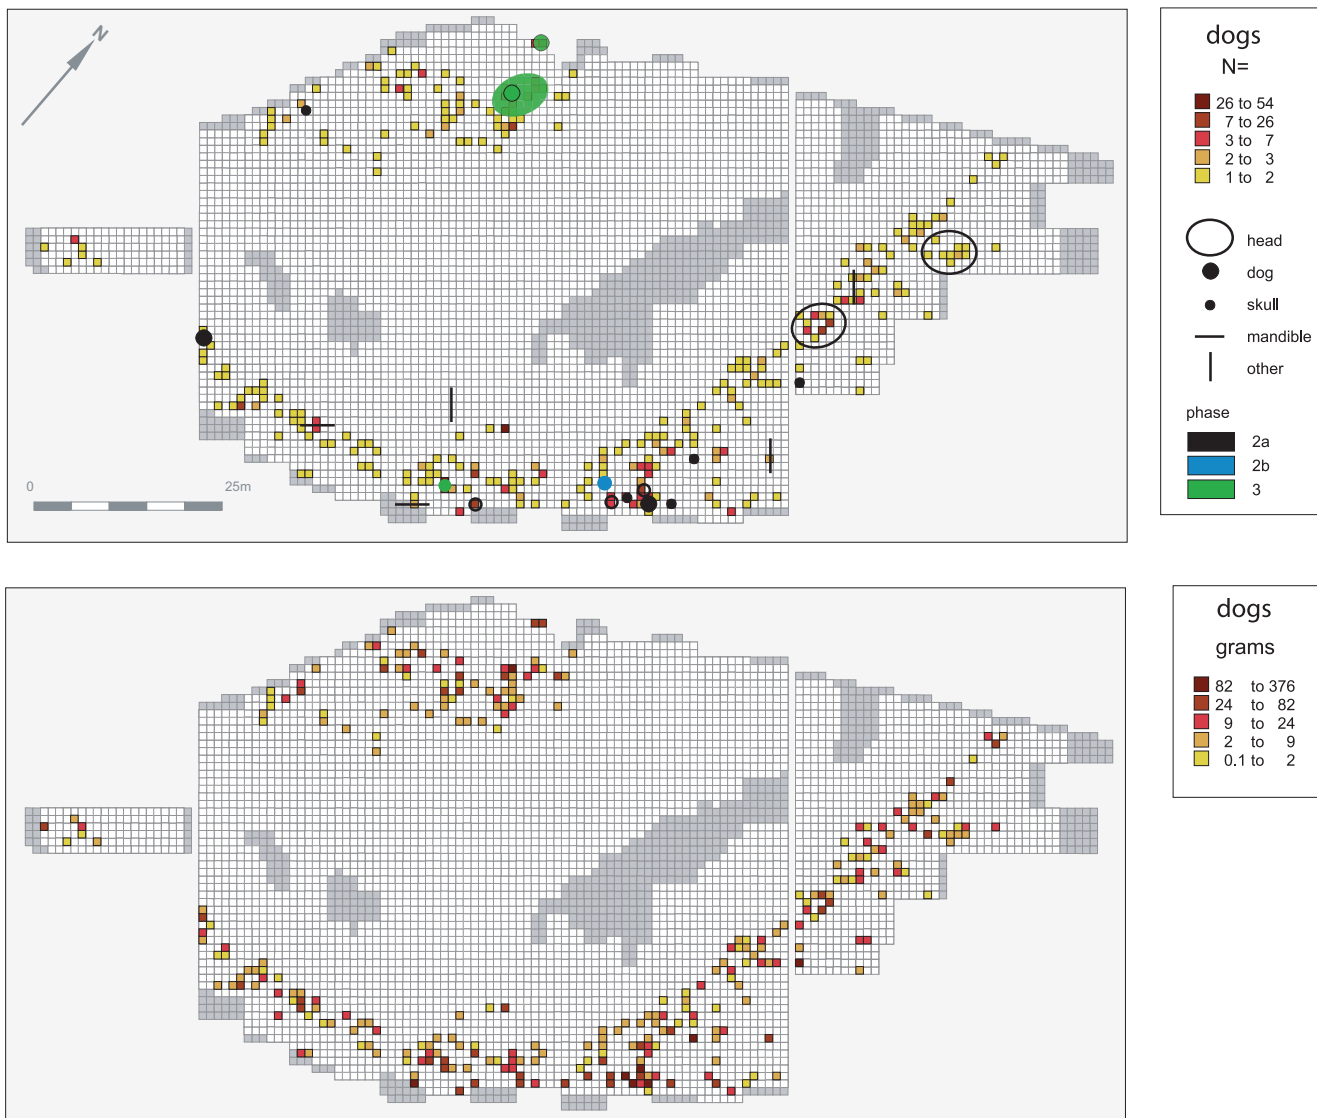 N
0
25m
dogs
N=
26 to 54
7 to 26
3 to 7
2 to 3
1 to 2
head
dog
skull
mandible
other
phase
2a
2b
3
dogs
grams
82 to 376
24 to 82
9 to 24
2 to 9
0.1 to 2